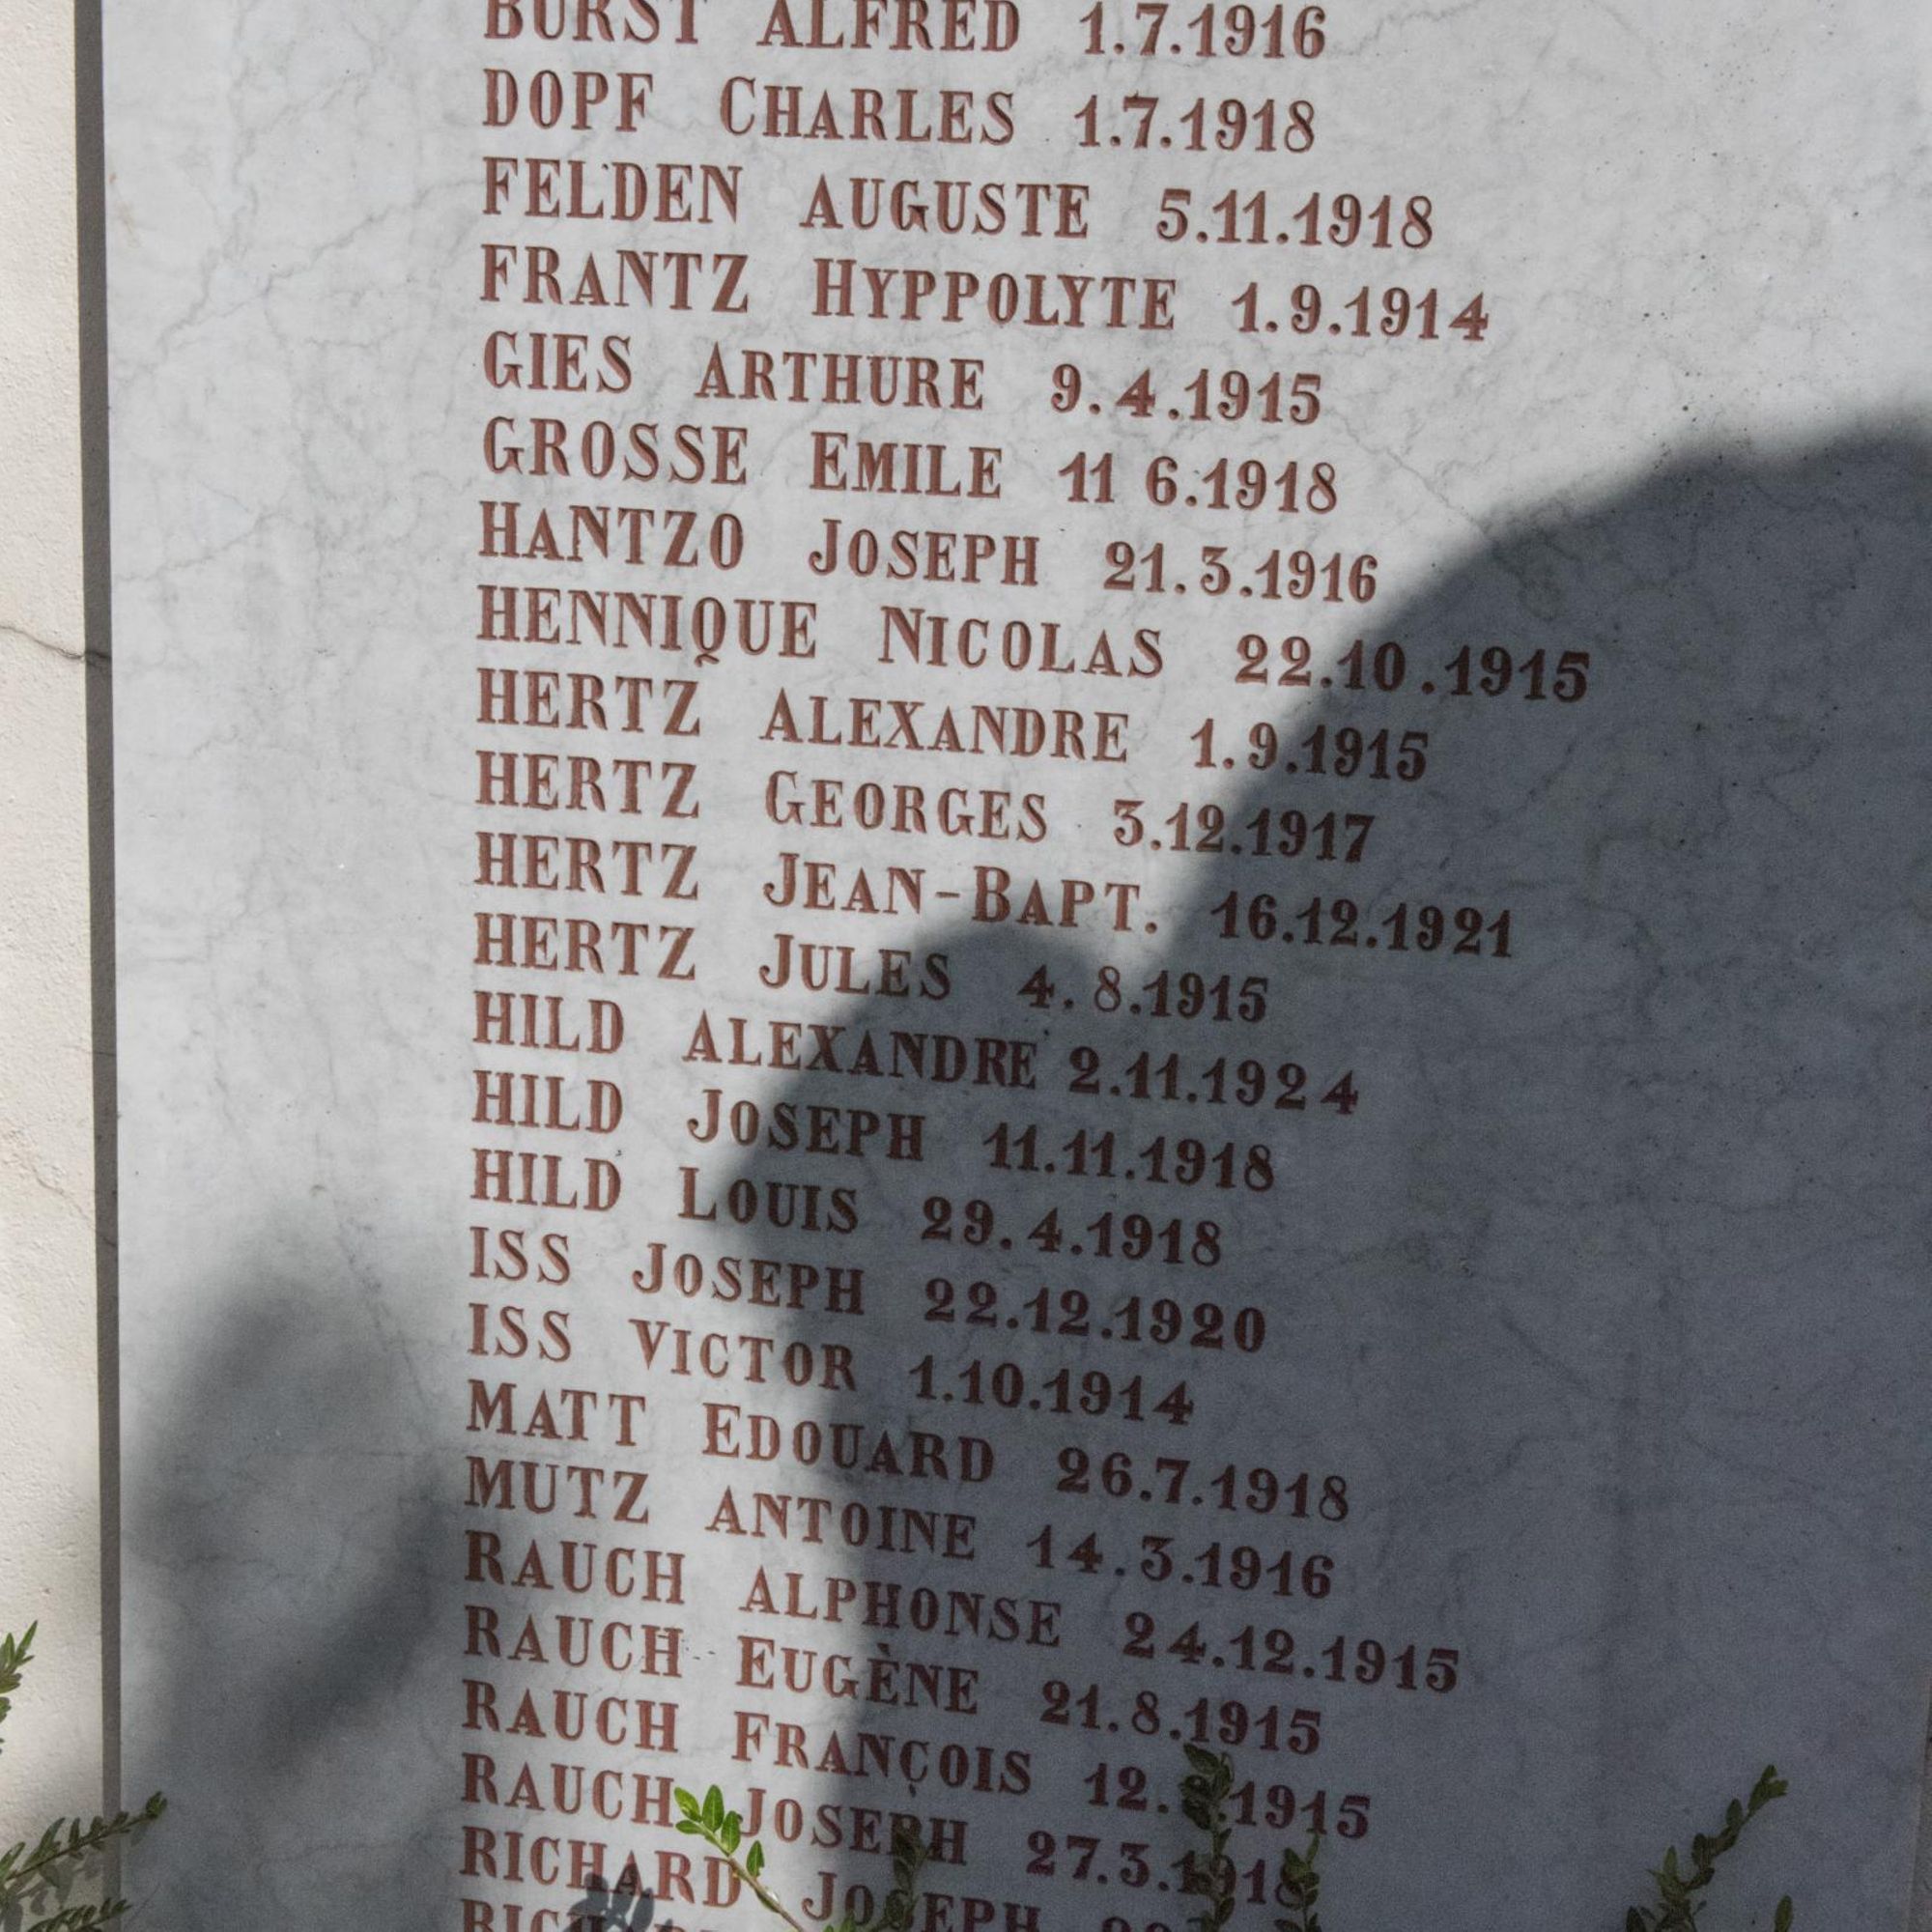 BURST ALFRED 1.7.1916
DOPF CHARLES 1.7.1918
FELDEN AUGUSTE 5.11.1918
FRANTZ HYPPOLYTE 1.9.1914
GIES ARTHURE 9.4.1915
GROSSE EMILE 11 6.1918
HANTZO JOSEPH 21.3.1916
HENNIQUE NICOLAS 22.10.1915
HERTZ ALEXANDRE 1.9.1915
HERTZ GEORGES 3.12.1917
HERTZ JEAN-BAPT. 16.12.1921
HERTZ JULES 4.8.1915
HILD ALEXANDRE 2.11.1924
HILD JOSEPH 11.11.1918
HILD LOUIS 29.4.1918
ISS JOSEPH 22.12.1920
ISS VICTOR 1.10.1914
MATT EDOUARD 26.7.1918
MUTZ ANTOINE 14.3.1916
RAUCH ALPHONSE 24.12.1915
RAUCH EUGÈNE 21.8.1915
RAUCH FRANÇOIS
RAUCH JOSEPH 27.3.1918
RICHARD JOSEPH